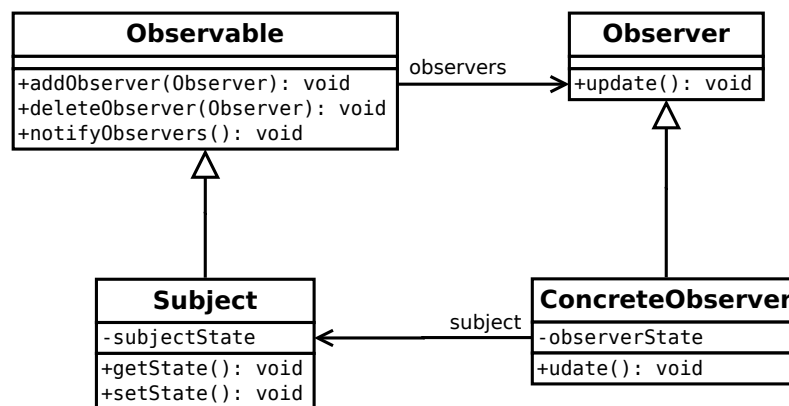 Observable
+addObserver(Observer): void
+deleteObserver(Observer): void
+notifyObservers(): void
observers
Observer
+update(): void
Subject
-subjectState
+getState(): void
+setState(): void
subject
ConcreteObserver
-observerState
+udate(): void